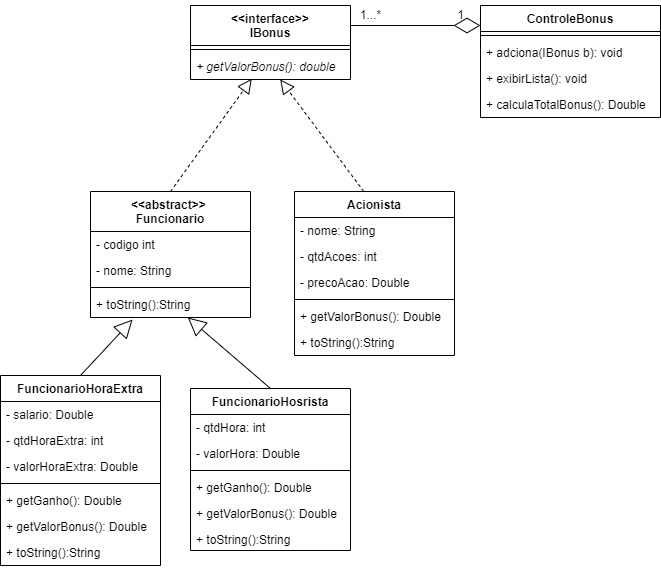 <<interface>>
IBonus
+ getValorBonus(): double
1...*
1
ControleBonus
+ adciona(IBonus b): void
+ exibirLista(): void
+ calculaTotalBonus(): Double
<<abstract>>
Funcionario
- codigo int
- nome: String
+ toString():String
Acionista
- nome: String
- qtdAcoes: int
- precoAcao: Double
+ getValorBonus(): Double
+ toString():String
FuncionarioHoraExtra
- salario: Double
- qtdHoraExtra: int
- valorHoraExtra: Double
+ getGanho(): Double
+ getValorBonus(): Double
+ toString():String
FuncionarioHosrista
- qtdHora: int
- valorHora: Double
+ getGanho(): Double
+ getValorBonus(): Double
+ toString():String